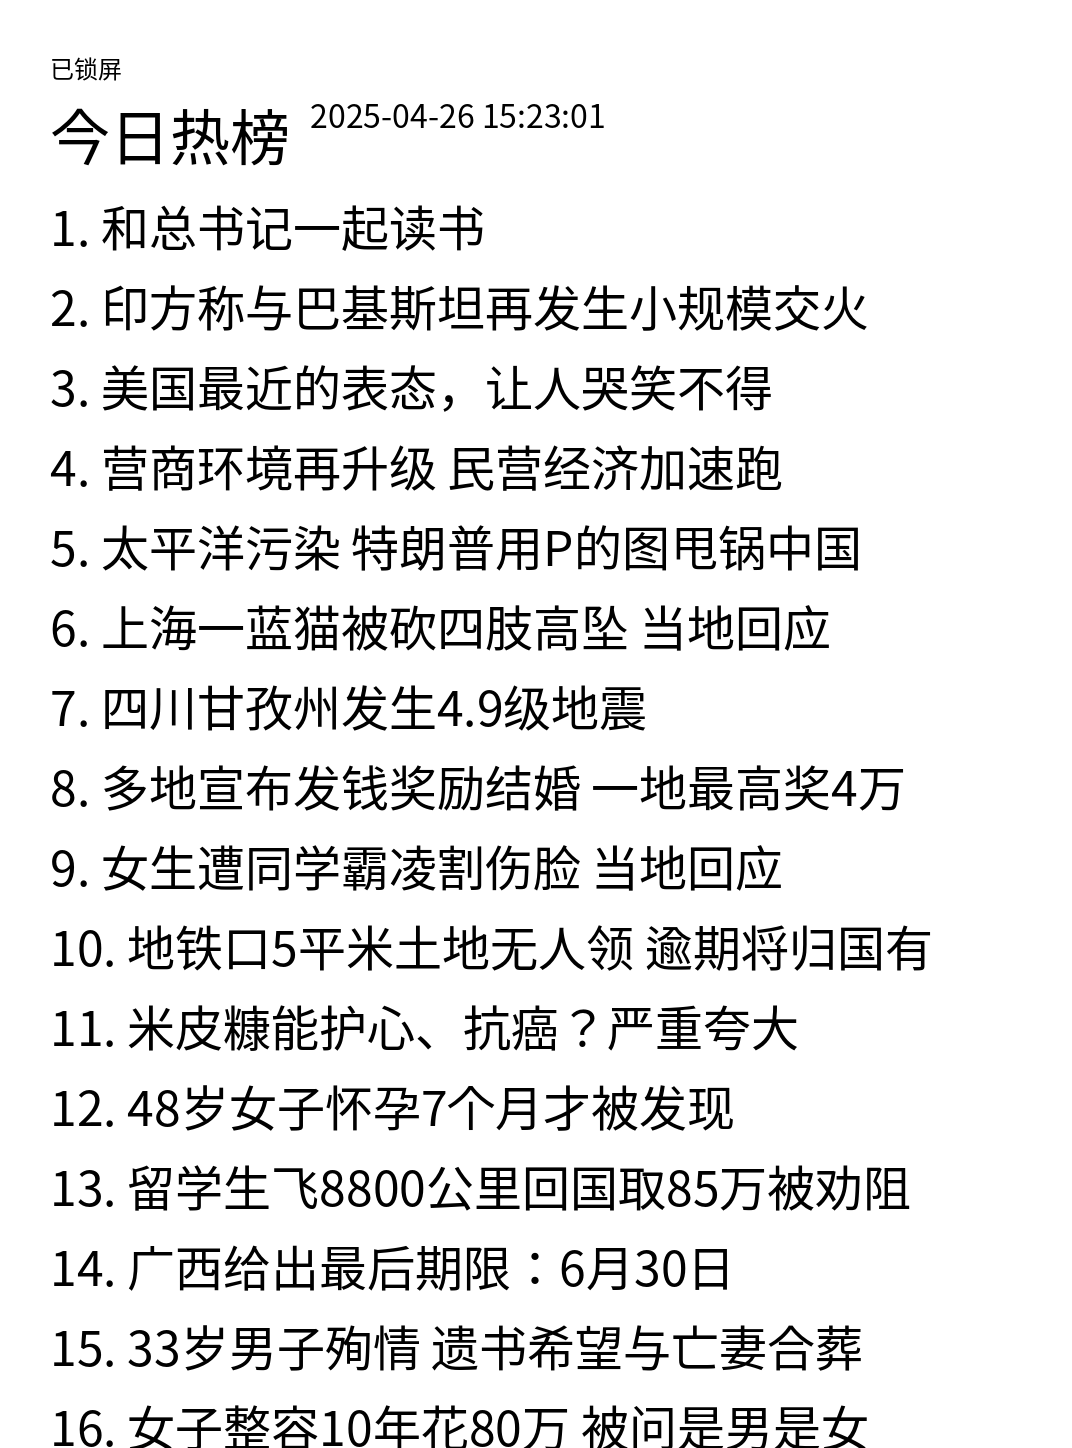 已锁屏
今日热榜 2025-04-26 15:23:01
1. 和总书记一起读书
2. 印方称与巴基斯坦再发生小规模交火
3. 美国最近的表态，让人哭笑不得
4. 营商环境再升级 民营经济加速跑
5. 太平洋污染 特朗普用P的图甩锅中国
6. 上海一蓝猫被砍四肢高坠 当地回应
7. 四川甘孜州发生4.9级地震
8. 多地宣布发钱奖励结婚 一地最高奖4万
9. 女生遭同学霸凌割伤脸 当地回应
10. 地铁口5平米土地无人领 逾期将归国有
11. 米皮糠能护心、抗癌？严重夸大
12. 48岁女子怀孕7个月才被发现
13. 留学生飞8800公里回国取85万被劝阻
14. 广西给出最后期限：6月30日
15. 33岁男子殉情 遗书希望与亡妻合葬
16. 女子整容10年花80万 被问是男是女